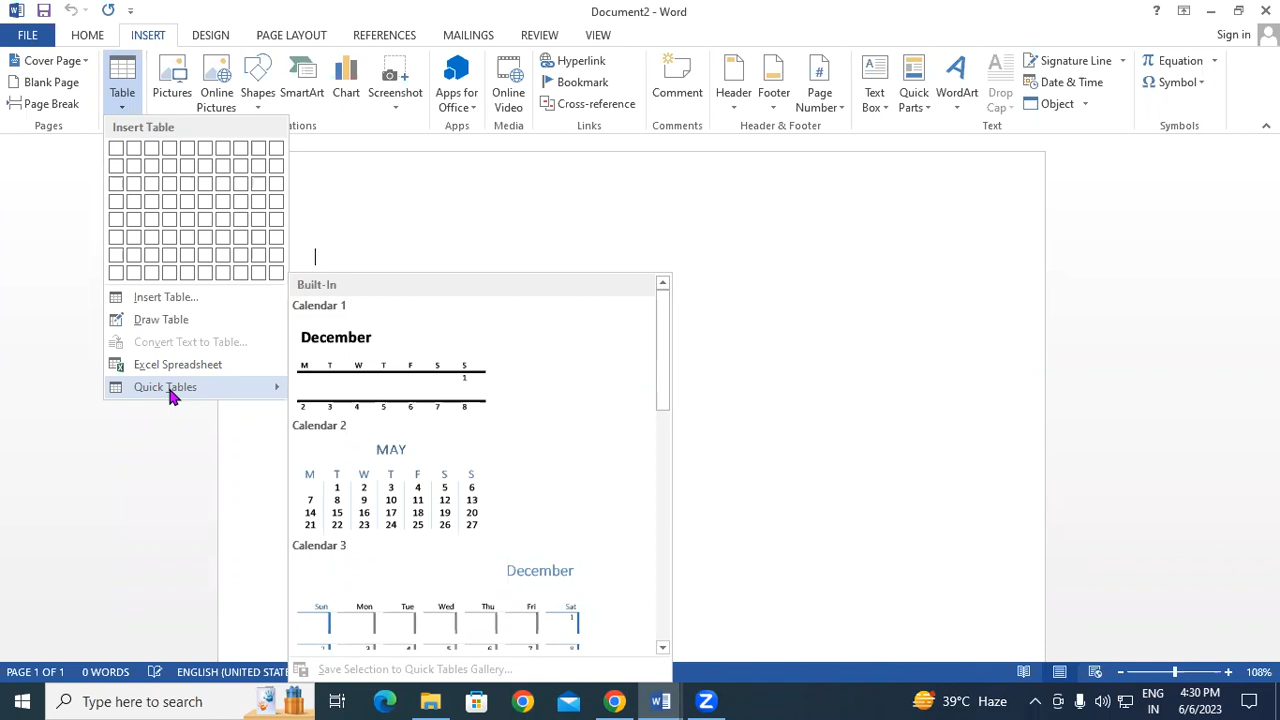 Document2 - Word
?
FILE HOME INSERT DESIGN PAGE LAYOUT REFERENCES MAILINGS REVIEW VIEW Sign in
Cover Page
Blank Page
Page Break
Pages
Table
Pictures
Online Pictures
Shapes
SmartArt
Chart
Screenshot
ations
Apps for Office
Apps
Online Video
Media
Hyperlink
Bookmark
Cross-reference
Links
Comment
Comments
Header
Footer
Page Number
Header & Footer
Text Box
Quick Parts
WordArt
Drop Cap
Signature Line
Date & Time
Object
Text
Equation
Symbol
Symbols
Insert Table
Insert Table...
Draw Table
Convert Text to Table...
Excel Spreadsheet
Quick Tables
Built-In
Calendar 1
December
M T W T F S S
1
2 3 4 5 6 7 8
Calendar 2
MAY
M T W T F S S
1 2 3 4 5 6
7 8 9 10 11 12 13
14 15 16 17 18 19 20
21 22 23 24 25 26 27
Calendar 3
December
Sun Mon Tue Wed Thu Fri Sat
1
Save Selection to Quick Tables Gallery...
PAGE 1 OF 1 0 WORDS ENGLISH (UNITED STA 108%
Type here to search
39°C Haze
ENG
IN
4:30 PM
6/6/2023